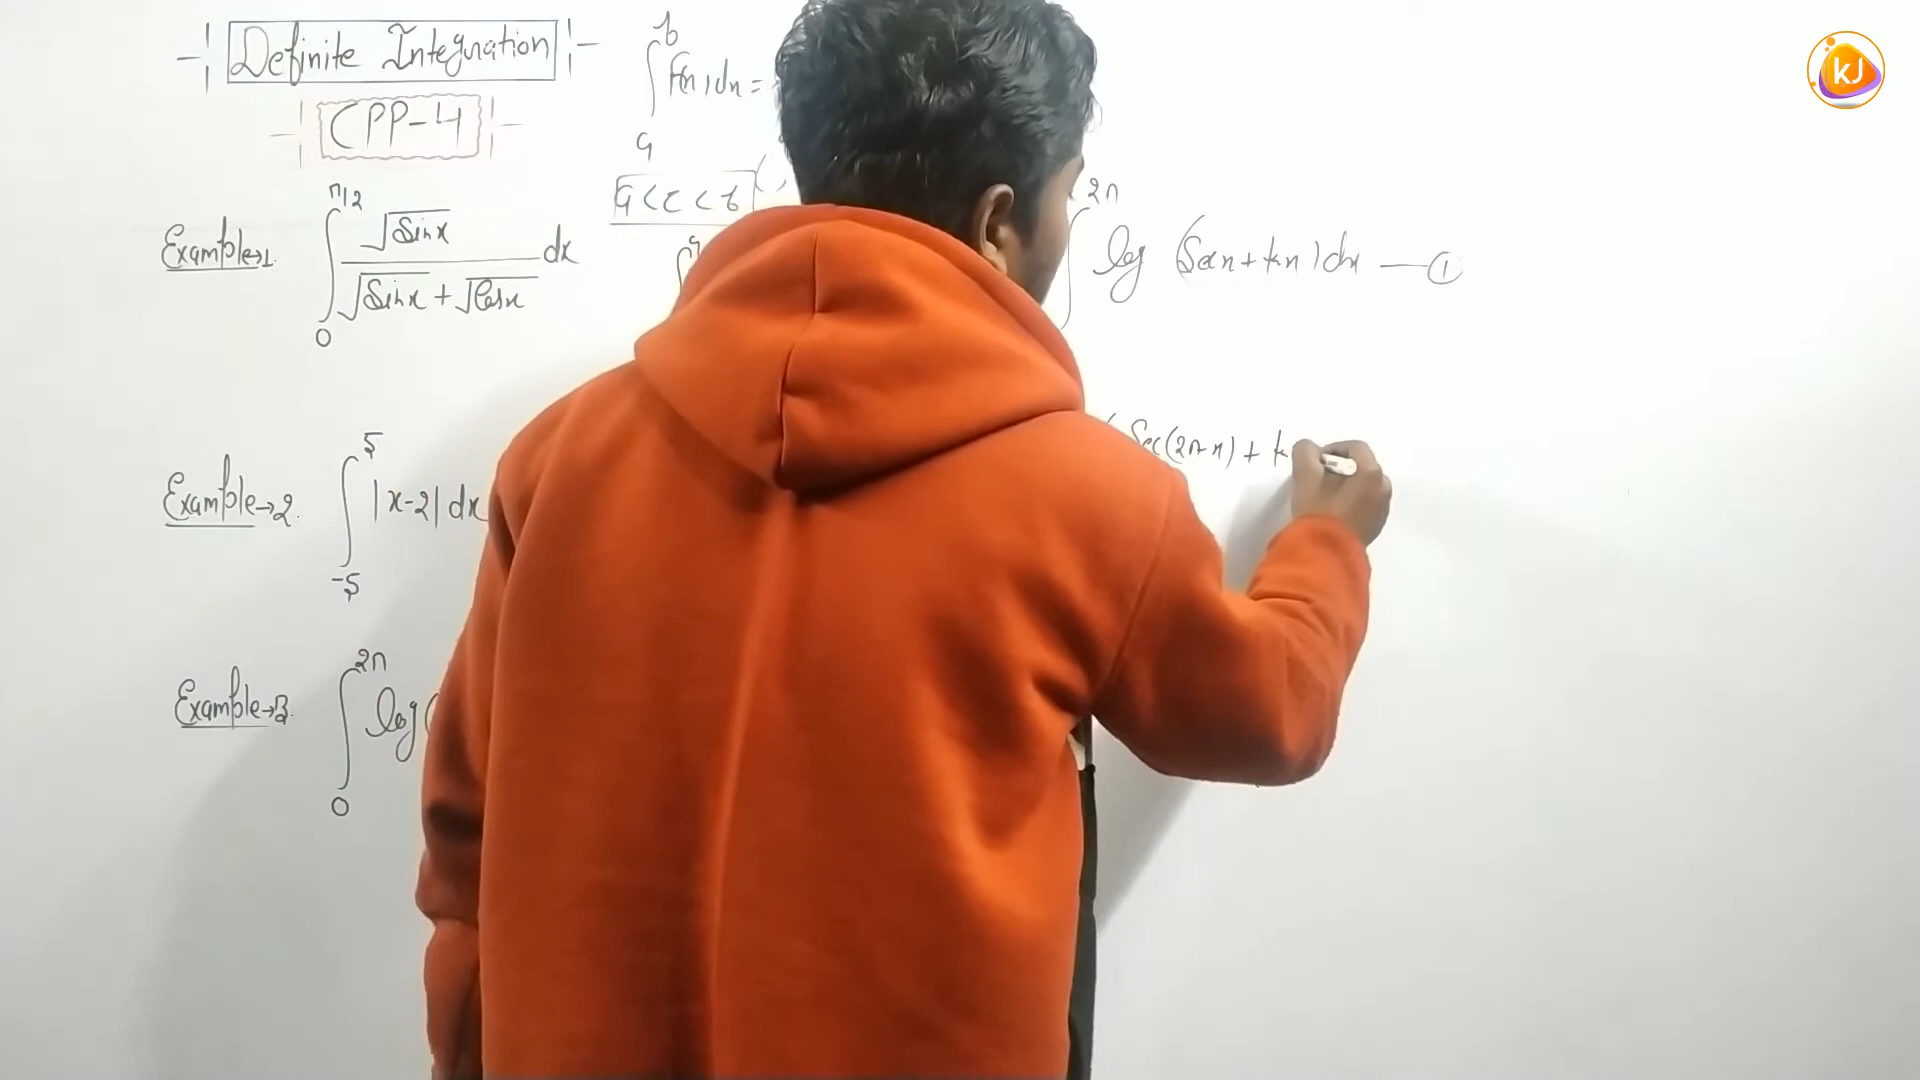 Definite Integration
CPP-4
∫ₐᵇ f(x)dx =
a<c<b
Example→1. ∫₀^π/2 √Sinx / √Sinx + √Cosx dx
∫ 2π log (Secx + tanx) dx — ①
Example→2. ∫₋₅⁵ |x-2| dx
Sec(2π-x) + t
Example→3. ∫₀^2π log(
KJ